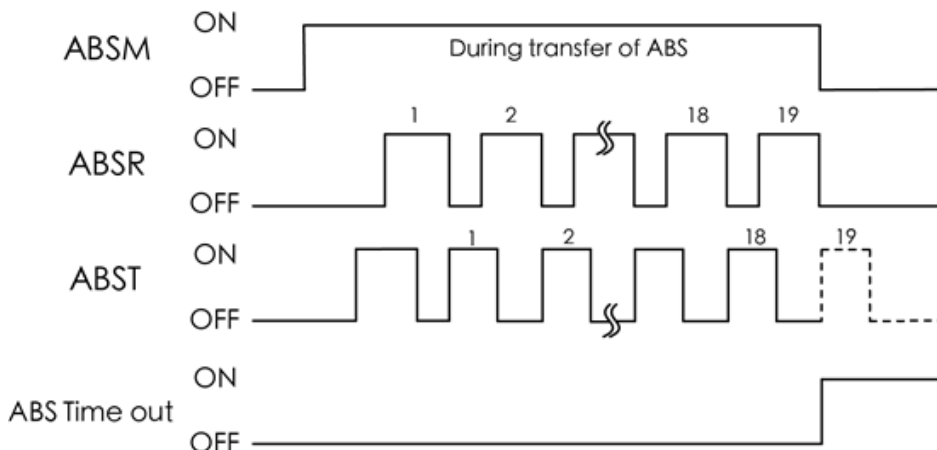 ON
ABSM
During transfer of ABS
OFF
1 2 18 19
ON
ABSR
OFF
1 2 18 19
ON
ABST
OFF
ON
ABS Time out
OFF